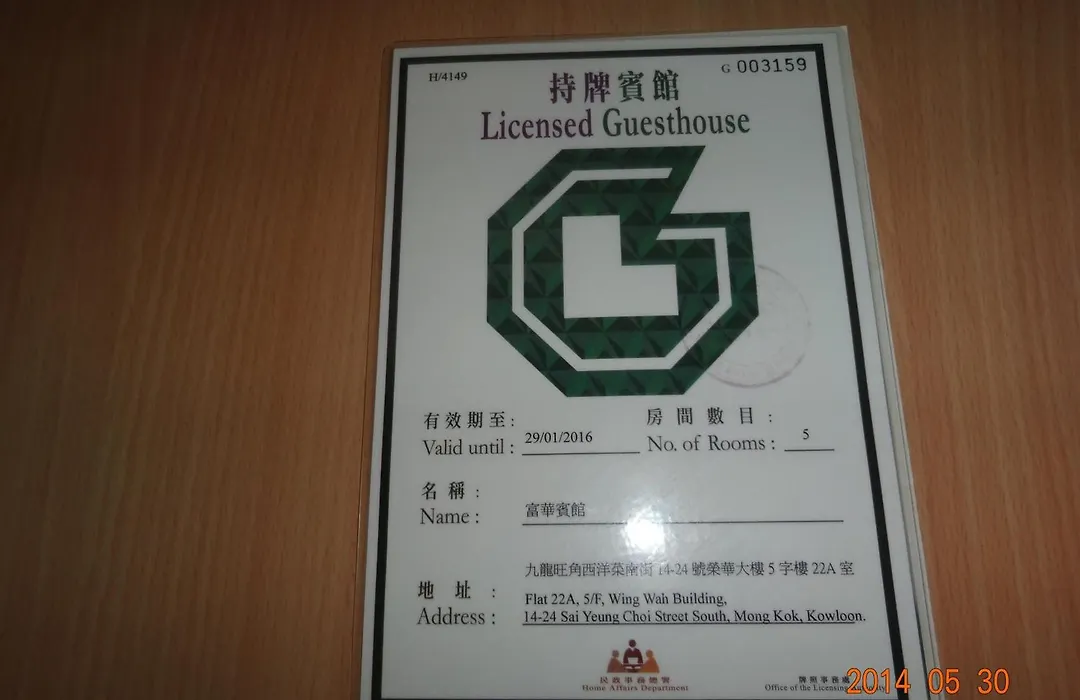 H/4149
G 003159
持牌賓館
Licensed Guesthouse
有效期至: 29/01/2016
Valid until:
房間數目: 5
No. of Rooms:
名稱: 富華賓館
Name:
九龍旺角西洋菜南街 14-24 號榮華大樓 5 字樓 22A 室
地址: Flat 22A, 5/F, Wing Wah Building,
Address: 14-24 Sai Yeung Choi Street South, Mong Kok, Kowloon.
民政事務總署
Home Affairs Department
牌照事務處
Office of the Licensing
2014 05 30